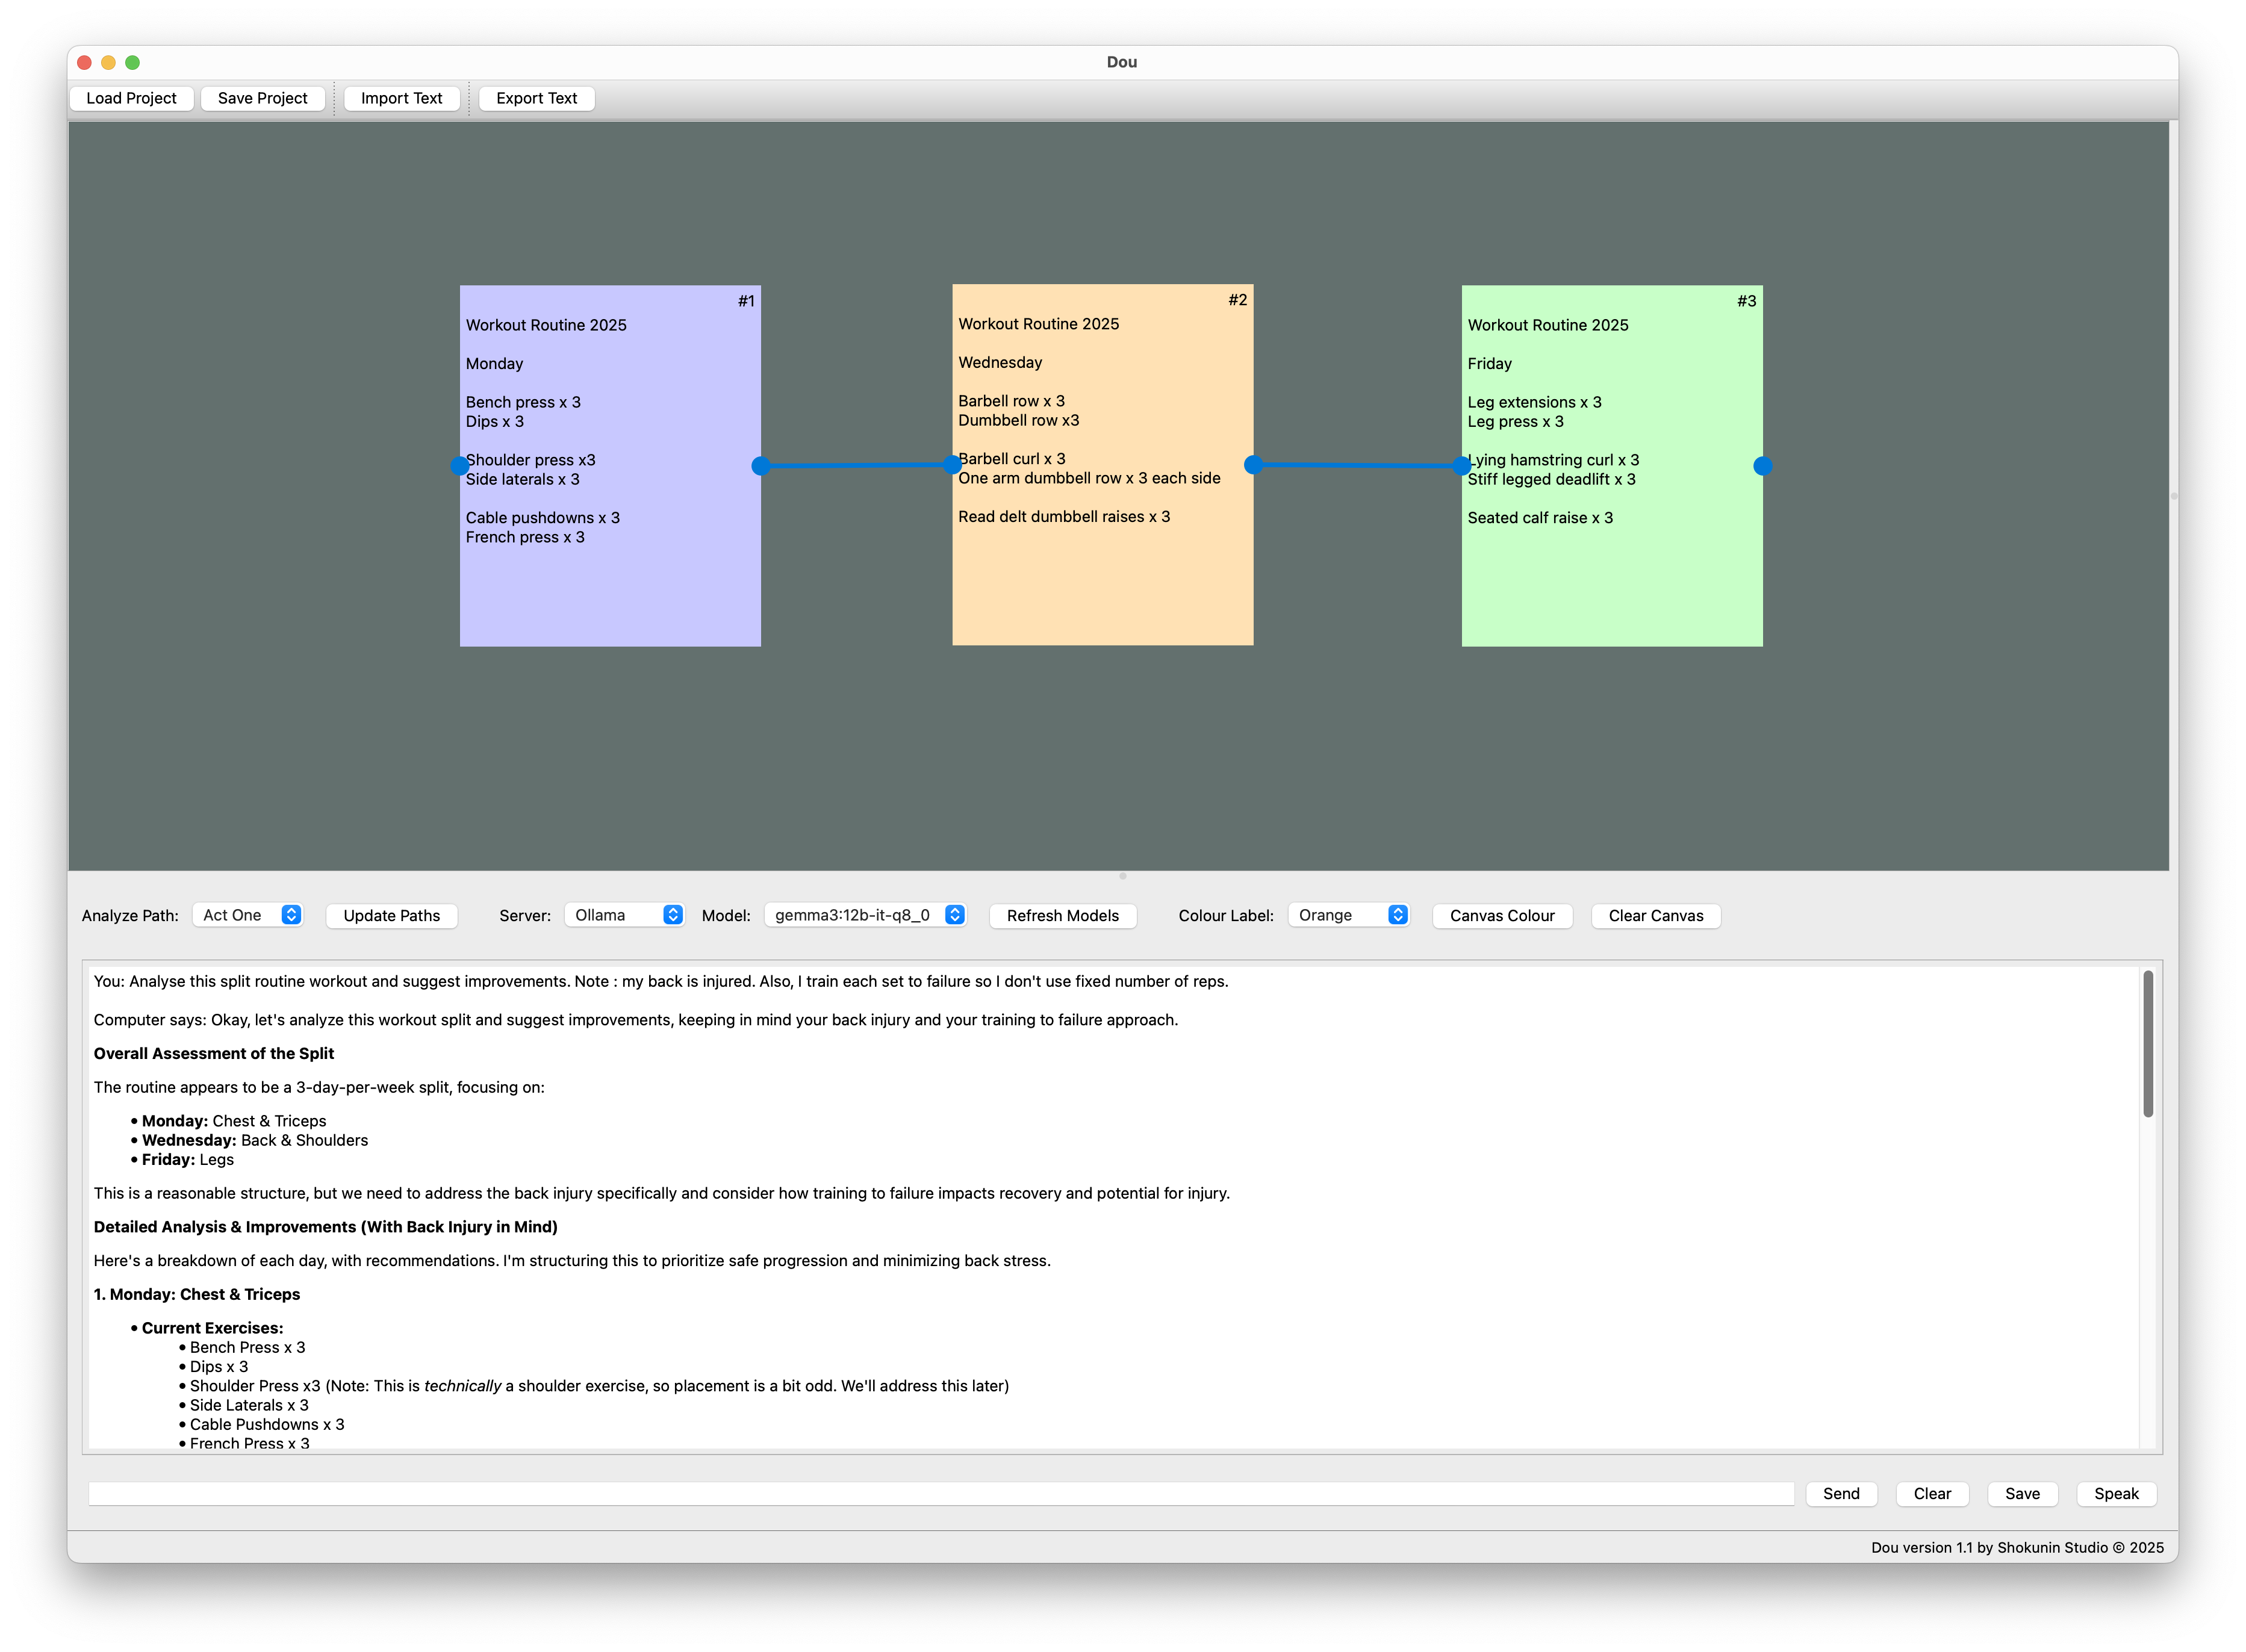 Dou
Load Project
Save Project
Import Text
Export Text
#1
Workout Routine 2025
Monday
Bench press x 3
Dips x 3
Shoulder press x3
Side laterals x 3
Cable pushdowns x 3
French press x 3
#2
Workout Routine 2025
Wednesday
Barbell row x 3
Dumbbell row x3
Barbell curl x 3
One arm dumbbell row x 3 each side
Read delt dumbbell raises x 3
#3
Workout Routine 2025
Friday
Leg extensions x 3
Leg press x 3
Lying hamstring curl x 3
Stiff legged deadlift x 3
Seated calf raise x 3
Analyze Path: Act One Update Paths Server: Ollama Model: gemma3:12b-it-q8_0 Refresh Models Colour Label: Orange Canvas Colour Clear Canvas
You: Analyse this split routine workout and suggest improvements. Note : my back is injured. Also, I train each set to failure so I don't use fixed number of reps.
Computer says: Okay, let's analyze this workout split and suggest improvements, keeping in mind your back injury and your training to failure approach.
Overall Assessment of the Split
The routine appears to be a 3-day-per-week split, focusing on:
• Monday: Chest & Triceps
• Wednesday: Back & Shoulders
• Friday: Legs
This is a reasonable structure, but we need to address the back injury specifically and consider how training to failure impacts recovery and potential for injury.
Detailed Analysis & Improvements (With Back Injury in Mind)
Here's a breakdown of each day, with recommendations. I'm structuring this to prioritize safe progression and minimizing back stress.
1. Monday: Chest & Triceps
• Current Exercises:
• Bench Press x 3
• Dips x 3
• Shoulder Press x3 (Note: This is technically a shoulder exercise, so placement is a bit odd. We'll address this later)
• Side Laterals x 3
• Cable Pushdowns x 3
• French Press x 3
Send
Clear
Save
Speak
Dou version 1.1 by Shokunin Studio © 2025